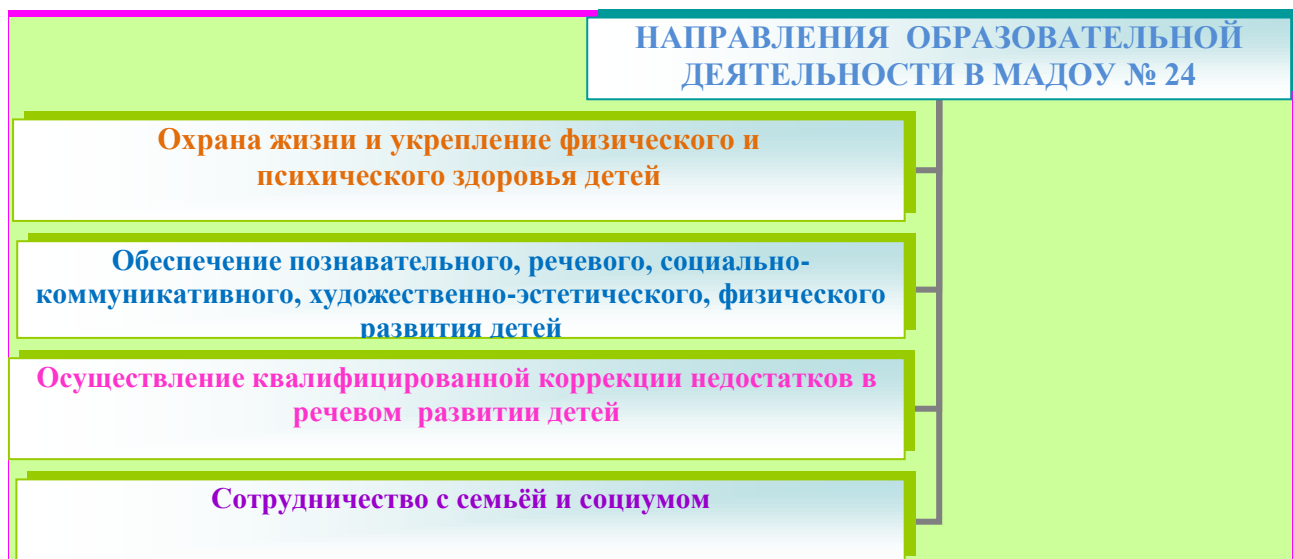 НАПРАВЛЕНИЯ ОБРАЗОВАТЕЛЬНОЙ
ДЕЯТЕЛЬНОСТИ В МАДОУ № 24
Охрана жизни и укрепление физического и
психического здоровья детей
Обеспечение познавательного, речевого, социально-
коммуникативного, художественно-эстетического, физического
развития детей
Осуществление квалифицированной коррекции недостатков в
речевом развитии детей
Сотрудничество с семьёй и социумом